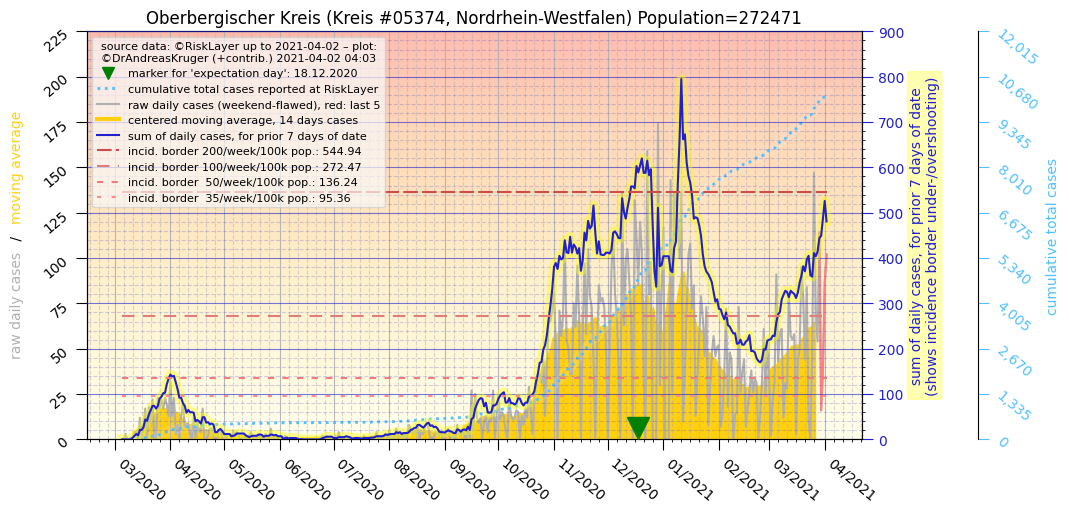 Oberbergischer Kreis (Kreis #05374, Nordrhein-Westfalen) Population=272471
source data: ©RiskLayer up to 2021-04-02 – plot:
©DrAndreasKruger (+contrib.) 2021-04-02 04:03
marker for 'expectation day': 18.12.2020
cumulative total cases reported at RiskLayer
raw daily cases (weekend-flawed), red: last 5
centered moving average, 14 days cases
sum of daily cases, for prior 7 days of date
incid. border 200/week/100k pop.: 544.94
incid. border 100/week/100k pop.: 272.47
incid. border  50/week/100k pop.: 136.24
incid. border  35/week/100k pop.: 95.36
raw daily cases  /  moving average
225
200
175
150
125
100
75
50
25
0
03/2020
04/2020
05/2020
06/2020
07/2020
08/2020
09/2020
10/2020
11/2020
12/2020
01/2021
02/2021
03/2021
04/2021
900
800
700
600
500
400
300
200
100
0
sum of daily cases, for prior 7 days of date
(shows incidence border under-/overshooting)
12,015
10,680
9,345
8,010
6,675
5,340
4,005
2,670
1,335
0
cumulative total cases